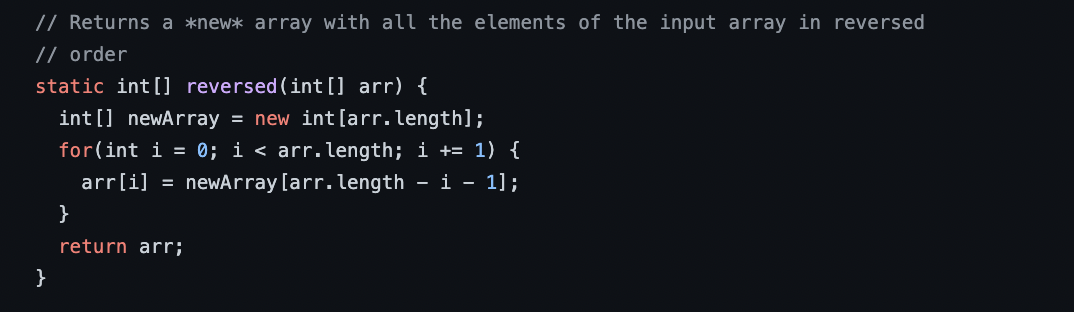 // Returns a *new* array with all the elements of the input array in reversed
// order
static int[] reversed(int[] arr) {
  int[] newArray = new int[arr.length];
  for(int i = 0; i < arr.length; i += 1) {
    arr[i] = newArray[arr.length - i - 1];
  }
  return arr;
}